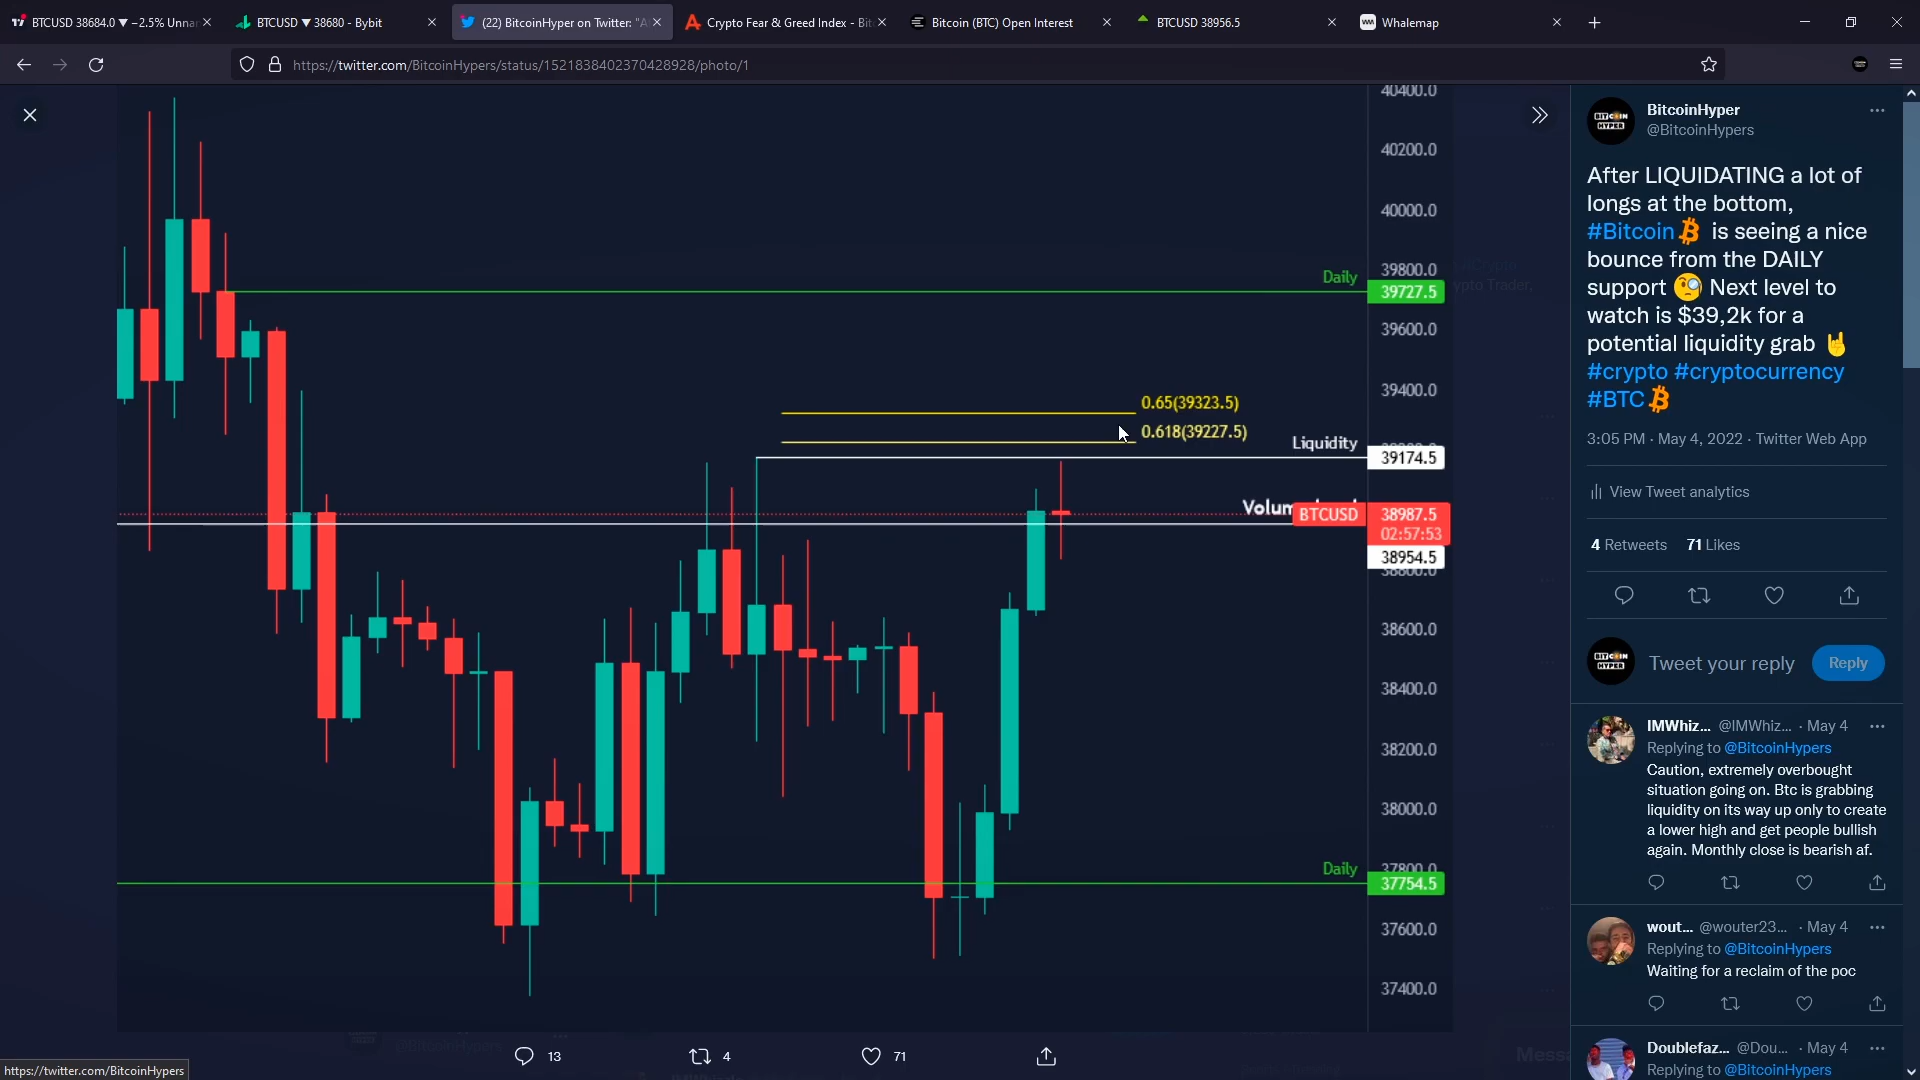 BTCUSD 38684.0 ▼ −2.5% Unnar
BTCUSD ▼ 38680 - Bybit
(22) BitcoinHyper on Twitter: "A
Crypto Fear & Greed Index - Bit
Bitcoin (BTC) Open Interest
BTCUSD 38956.5
Whalemap
https://twitter.com/BitcoinHypers/status/1521838402370428928/photo/1
40400.0
40200.0
40000.0
39800.0
39600.0
39400.0
38600.0
38400.0
38200.0
38000.0
37800.0
37600.0
37400.0
Daily
39727.5
0.65(39323.5)
0.618(39227.5)
Liquidity
39174.5
BTCUSD
38987.5
02:57:53
38954.5
38800.0
Daily
37754.5
13
4
71
https://twitter.com/BitcoinHypers
BitcoinHyper
@BitcoinHypers
After LIQUIDATING a lot of
longs at the bottom,
#Bitcoin is seeing a nice
bounce from the DAILY
support 🧐 Next level to
watch is $39,2k for a
potential liquidity grab 🤘
#crypto #cryptocurrency
#BTC
3:05 PM · May 4, 2022 · Twitter Web App
View Tweet analytics
4 Retweets 71 Likes
Tweet your reply
Reply
IMWhiz... @IMWhiz... · May 4
Replying to @BitcoinHypers
Caution, extremely overbought
situation going on. Btc is grabbing
liquidity on its way up only to create
a lower high and get people bullish
again. Monthly close is bearish af.
wout... @wouter23... · May 4
Replying to @BitcoinHypers
Waiting for a reclaim of the poc
Doublefaz... @Dou... · May 4
Replying to @BitcoinHypers